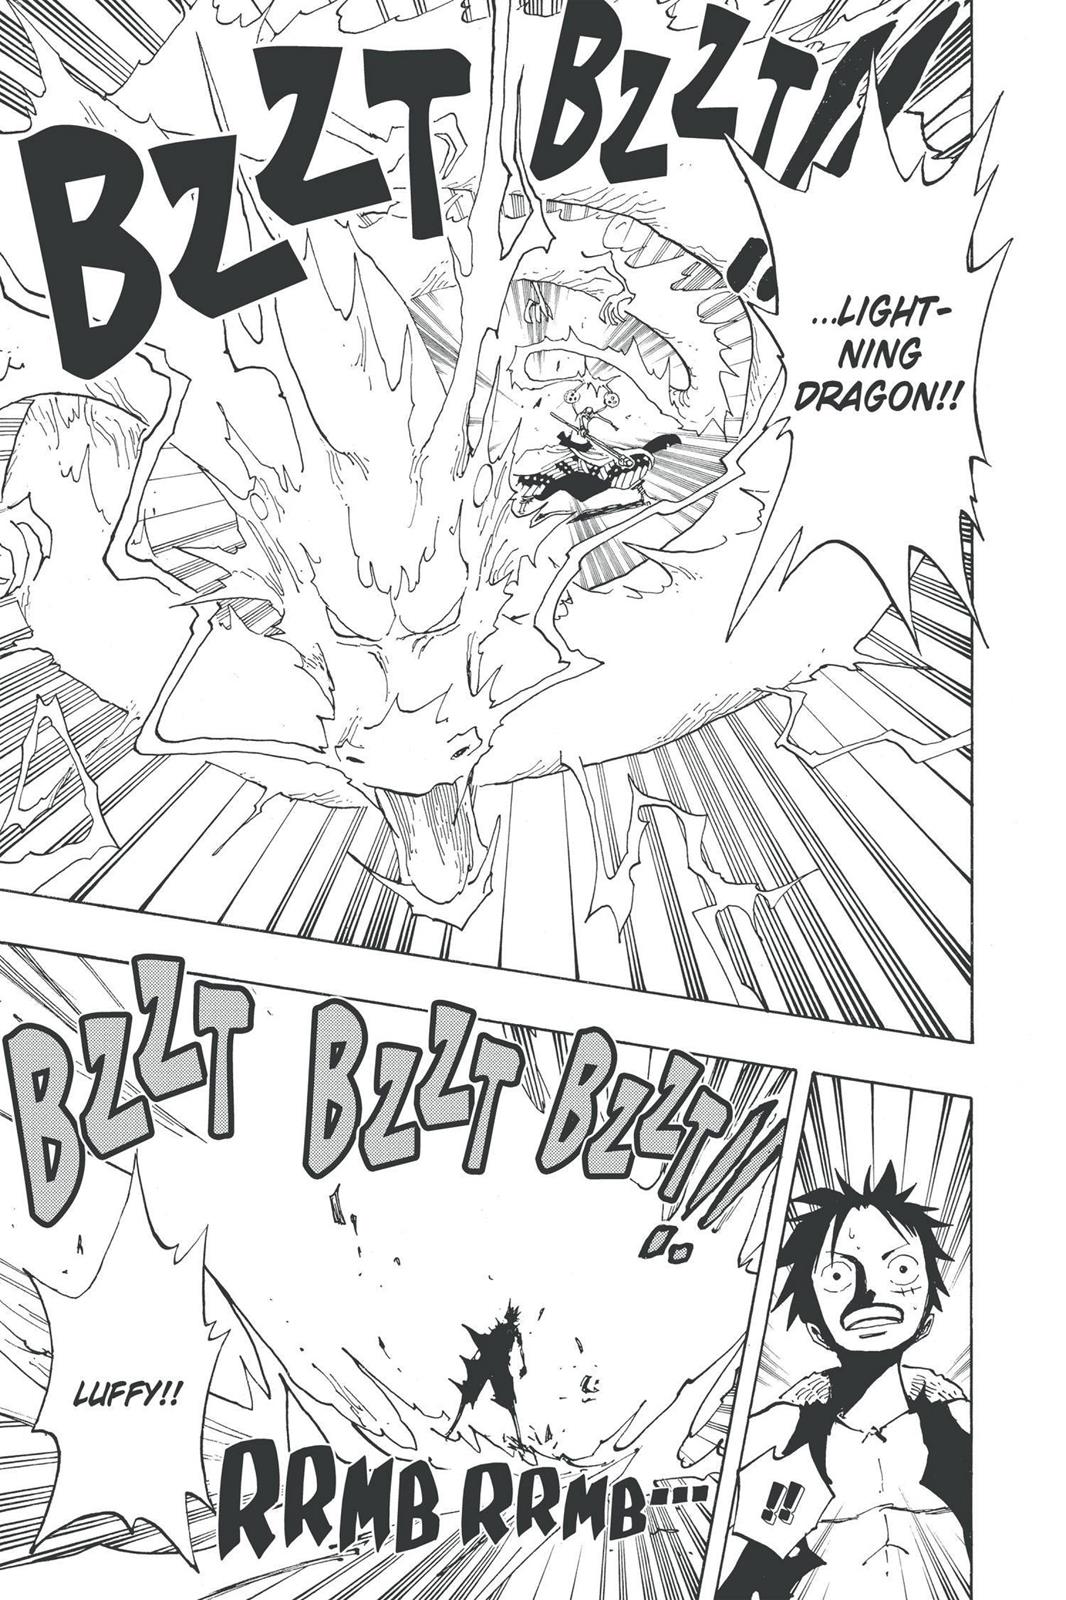 BZZT BZZT!!
...LIGHT-
NING
DRAGON!!
BZZT BZZT BZZT!!
!!
LUFFY!!
RRMB RRMB...